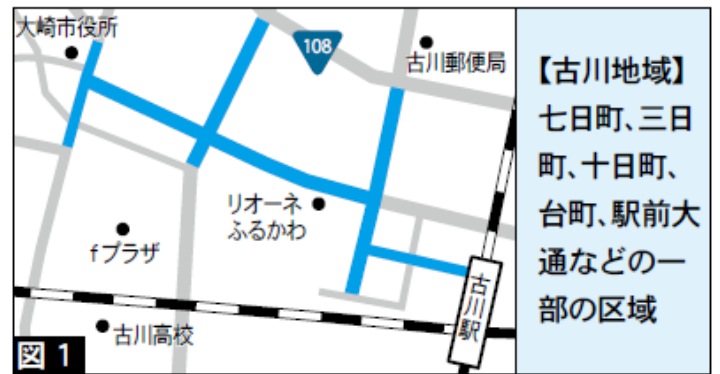 大崎市役所
108
古川郵便局
リオーネ
ふるかわ
fプラザ
古川駅
古川高校
図 1
【古川地域】
七日町、三日
町、十日町、
台町、駅前大
通などの一
部の区域